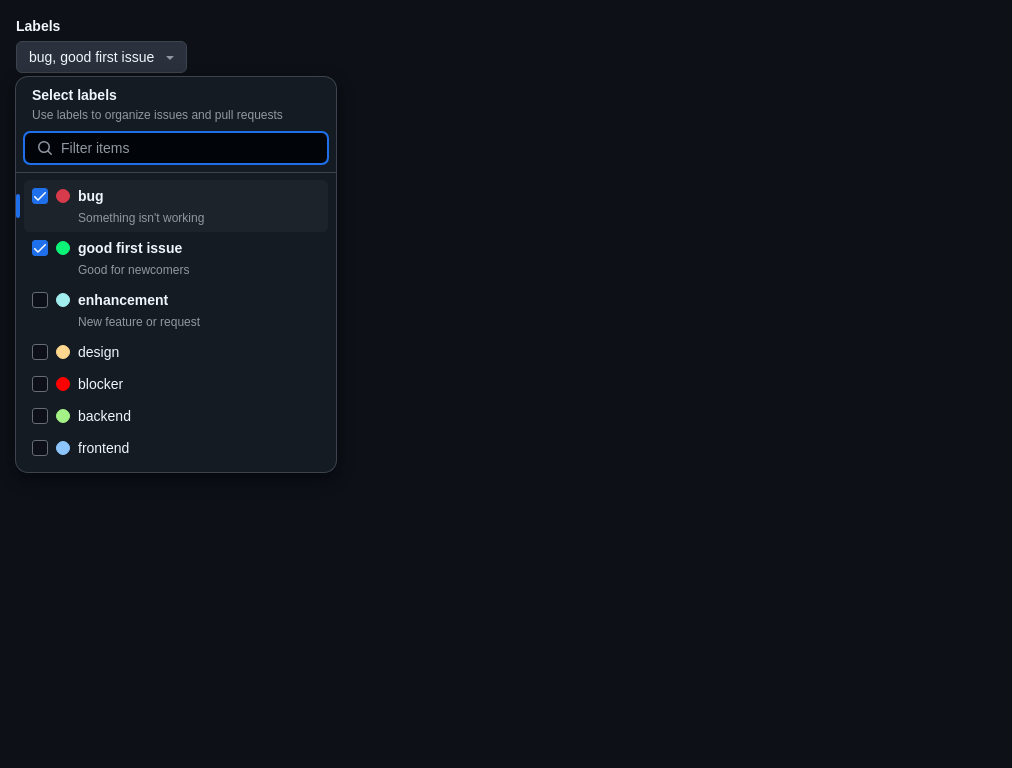 Labels
bug, good first issue
Select labels
Use labels to organize issues and pull requests
Filter items
bug
Something isn't working
good first issue
Good for newcomers
enhancement
New feature or request
design
blocker
backend
frontend